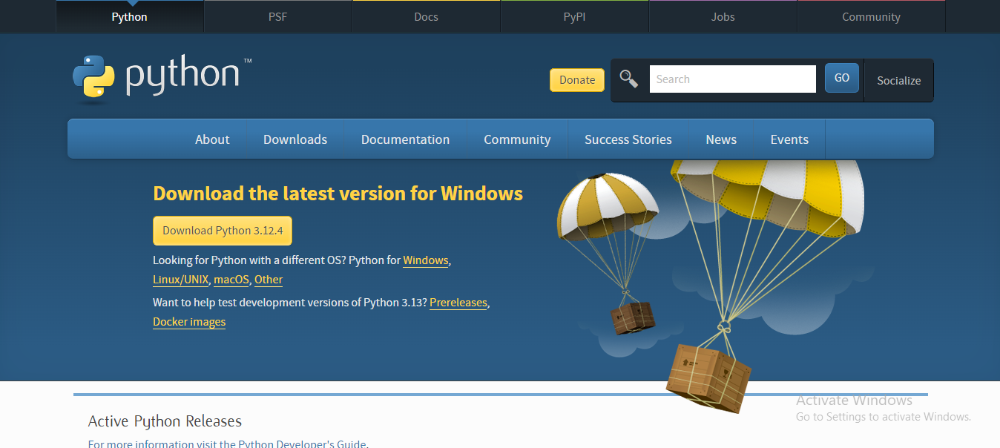 Python PSF Docs PyPI Jobs Community
python™
Donate Search GO Socialize
About Downloads Documentation Community Success Stories News Events
Download the latest version for Windows
Download Python 3.12.4
Looking for Python with a different OS? Python for Windows,
Linux/UNIX, macOS, Other
Want to help test development versions of Python 3.13? Prereleases,
Docker images
Activate Windows
Go to Settings to activate Windows.
Active Python Releases
For more information visit the Python Developer's Guide.